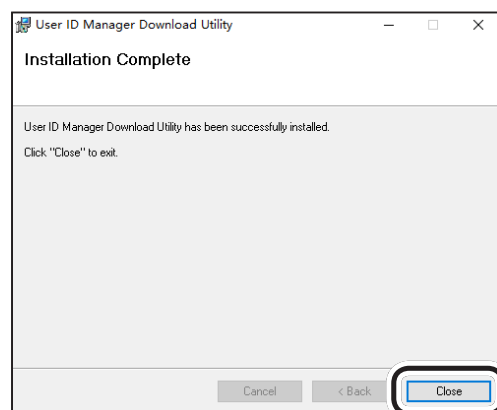 User ID Manager Download Utility
Installation Complete
User ID Manager Download Utility has been successfully installed.
Click "Close" to exit.
Cancel
< Back
Close